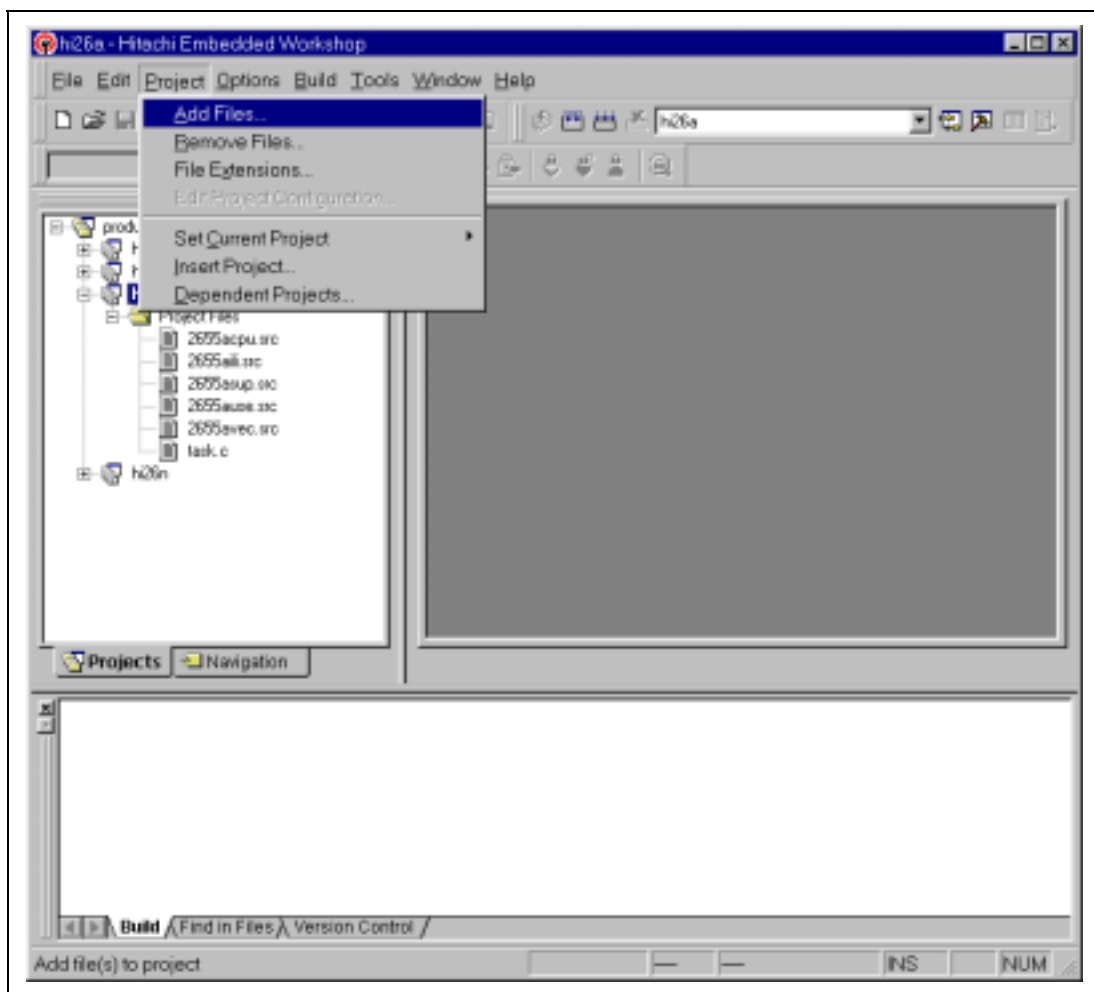 hi26a - Hitachi Embedded Workshop
File Edit Project Options Build Tools Window Help
Add Files...
hi26a
Remove Files...
File Extensions...
Edit Project Configuration...
Set Current Project
Insert Project...
Dependent Projects...
produ
Project Files
2655acpu.src
2655aili.src
2655asup.src
2655ause.src
2655avec.src
task.c
hi26n
Projects Navigation
Build Find in Files Version Control
Add file(s) to project INS NUM